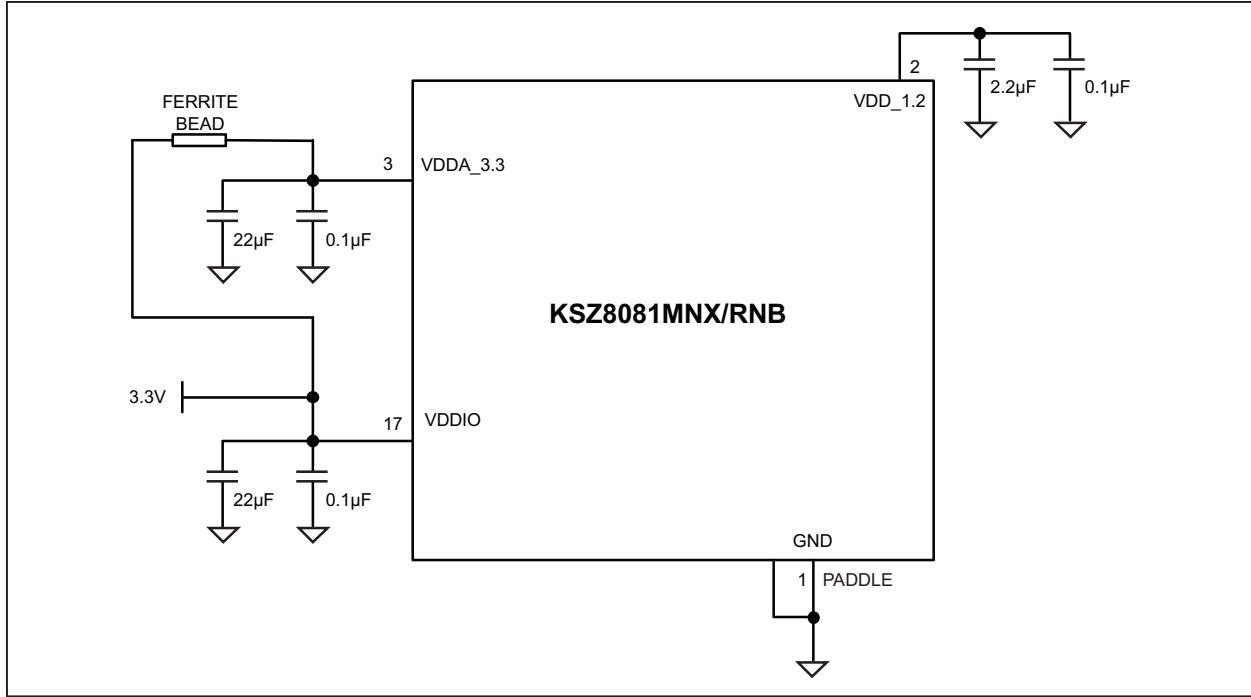 2
VDD_1.2
2.2µF
0.1µF
FERRITE
BEAD
3
VDDA_3.3
22µF
0.1µF
KSZ8081MNX/RNB
3.3V
17
VDDIO
22µF
0.1µF
GND
1
PADDLE